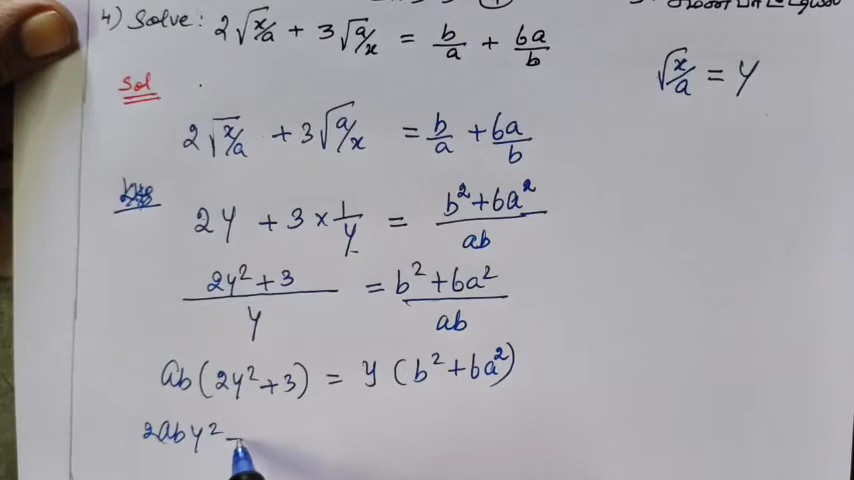 4) Solve: 2√x/a + 3√a/x = b/a + 6a/b
Sol
√x/a = y
2√x/a + 3√a/x = b/a + 6a/b
2y + 3 × 1/y = b² + 6a² / ab
2y² + 3 / y = b² + 6a² / ab
ab (2y² + 3) = y (b² + 6a²)
2aby² -